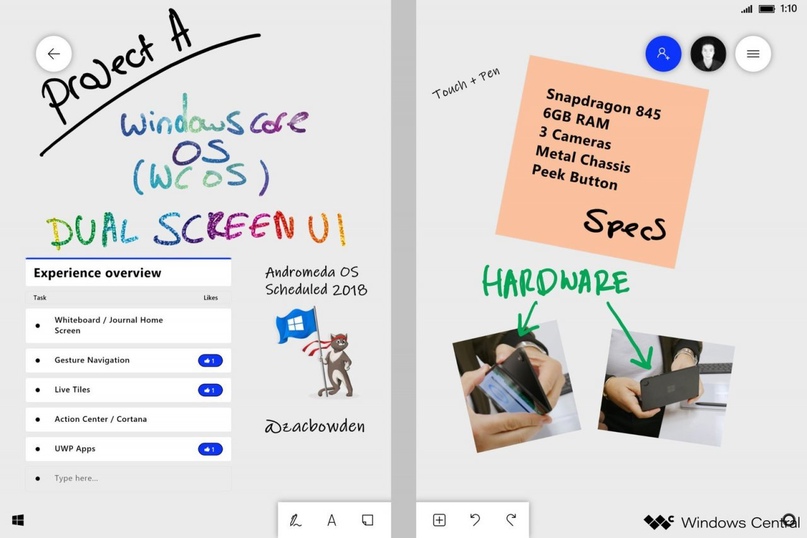 Project A
Windows core
OS
(WCOS)
DUAL SCREEN UI
Experience overview
Task Likes
Whiteboard / Journal Home
Screen
Gesture Navigation 1
Live Tiles 1
Action Center / Cortana
UWP Apps 1
Type here...
Andromeda OS
Scheduled 2018
@zacbowden
A
1:10
Touch + Pen
Snapdragon 845
6GB RAM
3 Cameras
Metal Chassis
Peek Button
Specs
HARDWARE
Windows Central